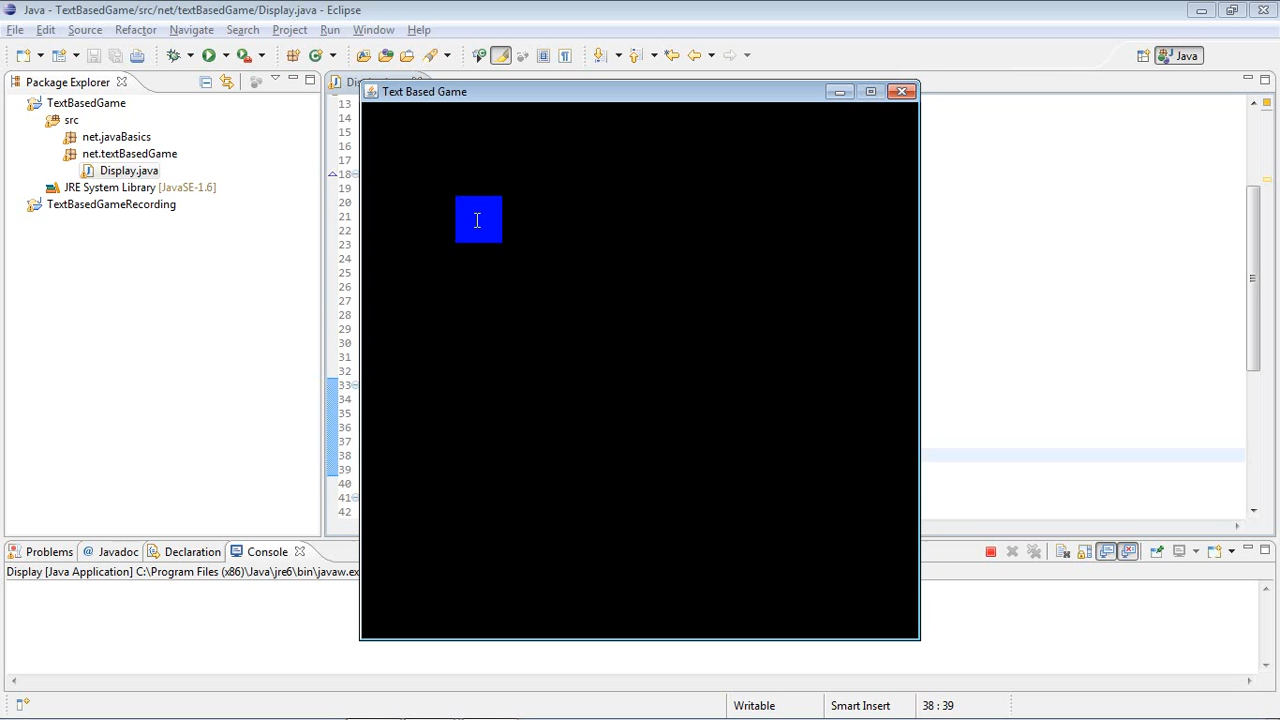 Java - TextBasedGame/src/net/textBasedGame/Display.java - Eclipse
File Edit Source Refactor Navigate Search Project Run Window Help
Java
Package Explorer
Text Based Game
TextBasedGame
src
net.javaBasics
net.textBasedGame
Display.java
JRE System Library [JavaSE-1.6]
TextBasedGameRecording
13
14
15
16
17
18
19
20
21
22
23
24
25
26
27
28
29
30
31
32
33
34
35
36
37
38
39
40
41
42
Problems Javadoc Declaration Console
Display [Java Application] C:\Program Files (x86)\Java\jre6\bin\javaw.ex
Writable Smart Insert 38 : 39